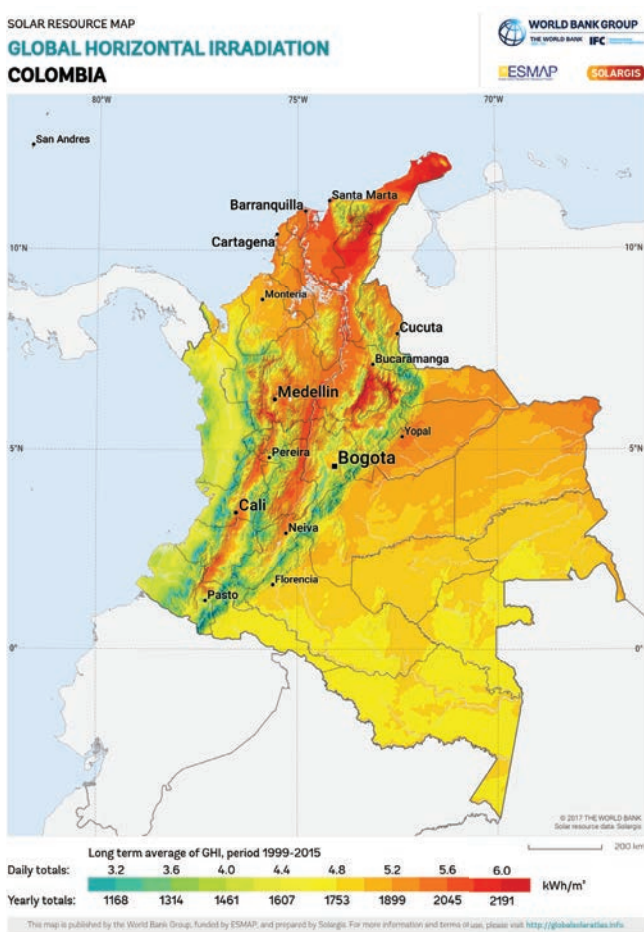 SOLAR RESOURCE MAP
GLOBAL HORIZONTAL IRRADIATION
COLOMBIA
WORLD BANK GROUP
THE WORLD BANK IFC
ESMAP
SOLARGIS
80°W 75°W 70°W
San Andres
Santa Marta
Barranquilla
Cartagena
10°N 10°N
Monteria
Cucuta
Bucaramanga
Medellin
Yopal
5°N 5°N
Pereira
Bogota
Cali
Neiva
Florencia
Pasto
0° 0°
© 2017 THE WORLD BANK
Solar resource data: Solargis
200 km
Long term average of GHI, period 1999-2015
Daily totals: 3.2 3.6 4.0 4.4 4.8 5.2 5.6 6.0
kWh/m²
Yearly totals: 1168 1314 1461 1607 1753 1899 2045 2191
This map is published by the World Bank Group, funded by ESMAP, and prepared by Solargis. For more information and terms of use, please visit http://globalsolaratlas.info.